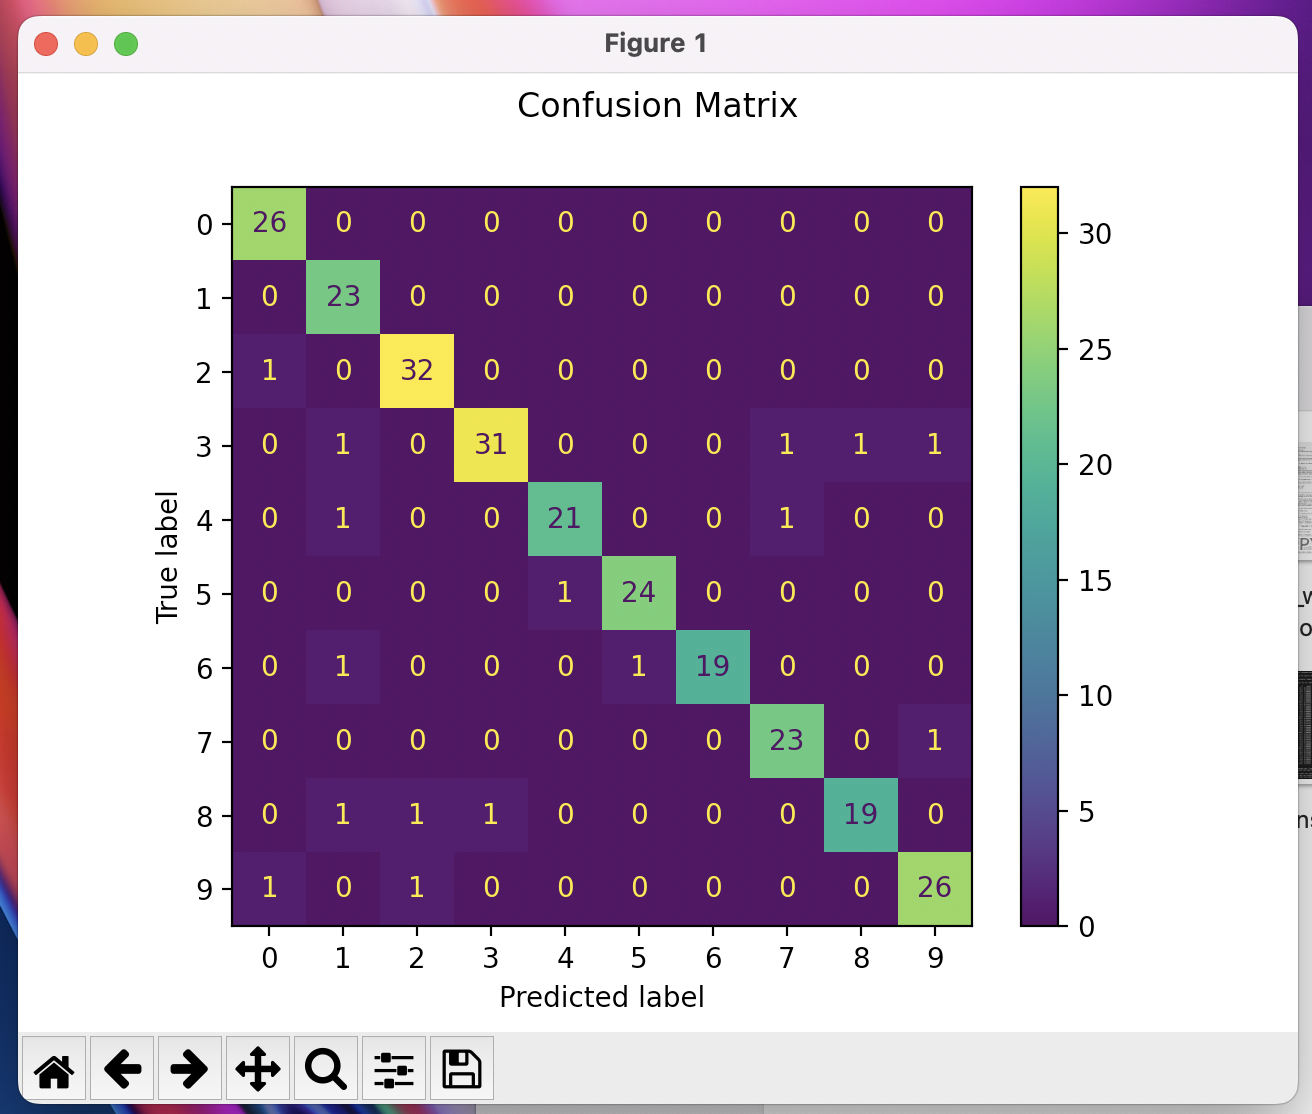 Figure 1
Confusion Matrix
0 26 0 0 0 0 0 0 0 0 0
1 0 23 0 0 0 0 0 0 0 0
2 1 0 32 0 0 0 0 0 0 0
3 0 1 0 31 0 0 0 1 1 1
4 0 1 0 0 21 0 0 1 0 0
5 0 0 0 0 1 24 0 0 0 0
6 0 1 0 0 0 1 19 0 0 0
7 0 0 0 0 0 0 0 23 0 1
8 0 1 1 1 0 0 0 0 19 0
9 1 0 1 0 0 0 0 0 0 26
0 1 2 3 4 5 6 7 8 9
True label
Predicted label
30
25
20
15
10
5
0